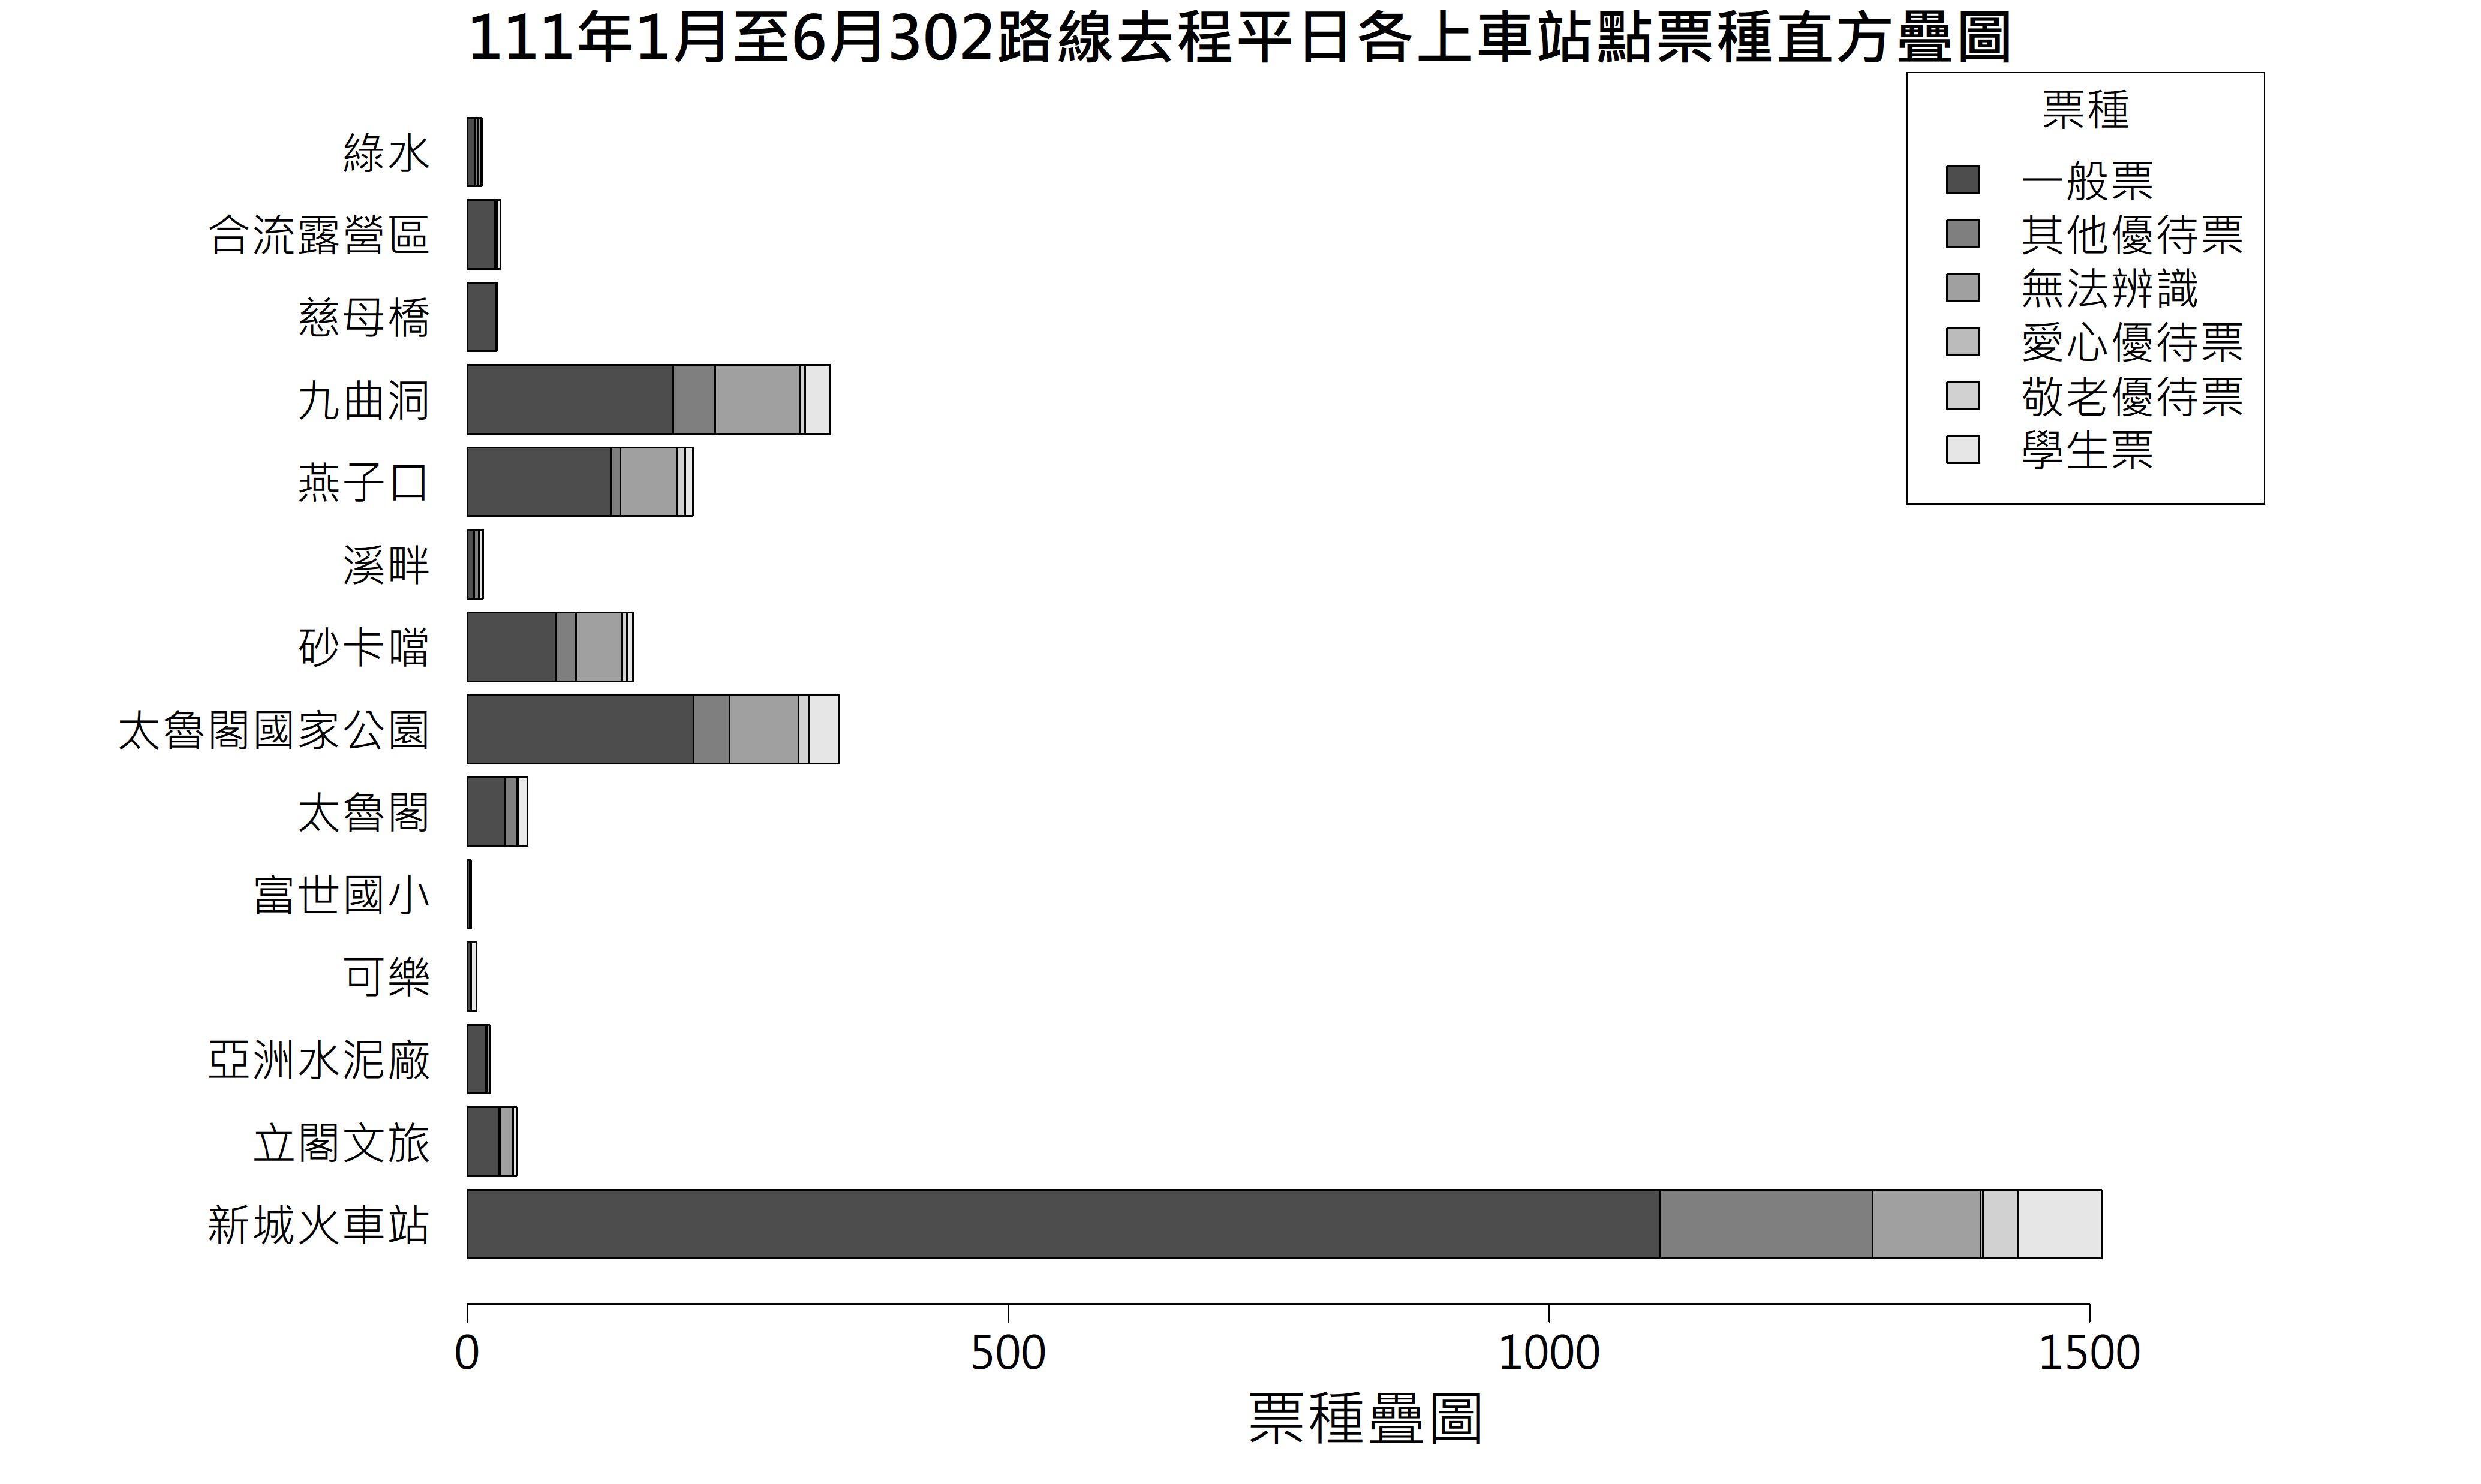 111年1月至6月302路線去程平日各上車站點票種直方疊圖
票種
一般票
其他優待票
無法辨識
愛心優待票
敬老優待票
學生票
綠水
合流露營區
慈母橋
九曲洞
燕子口
溪畔
砂卡噹
太魯閣國家公園
太魯閣
富世國小
可樂
亞洲水泥廠
立閣文旅
新城火車站
0 500 1000 1500
票種疊圖